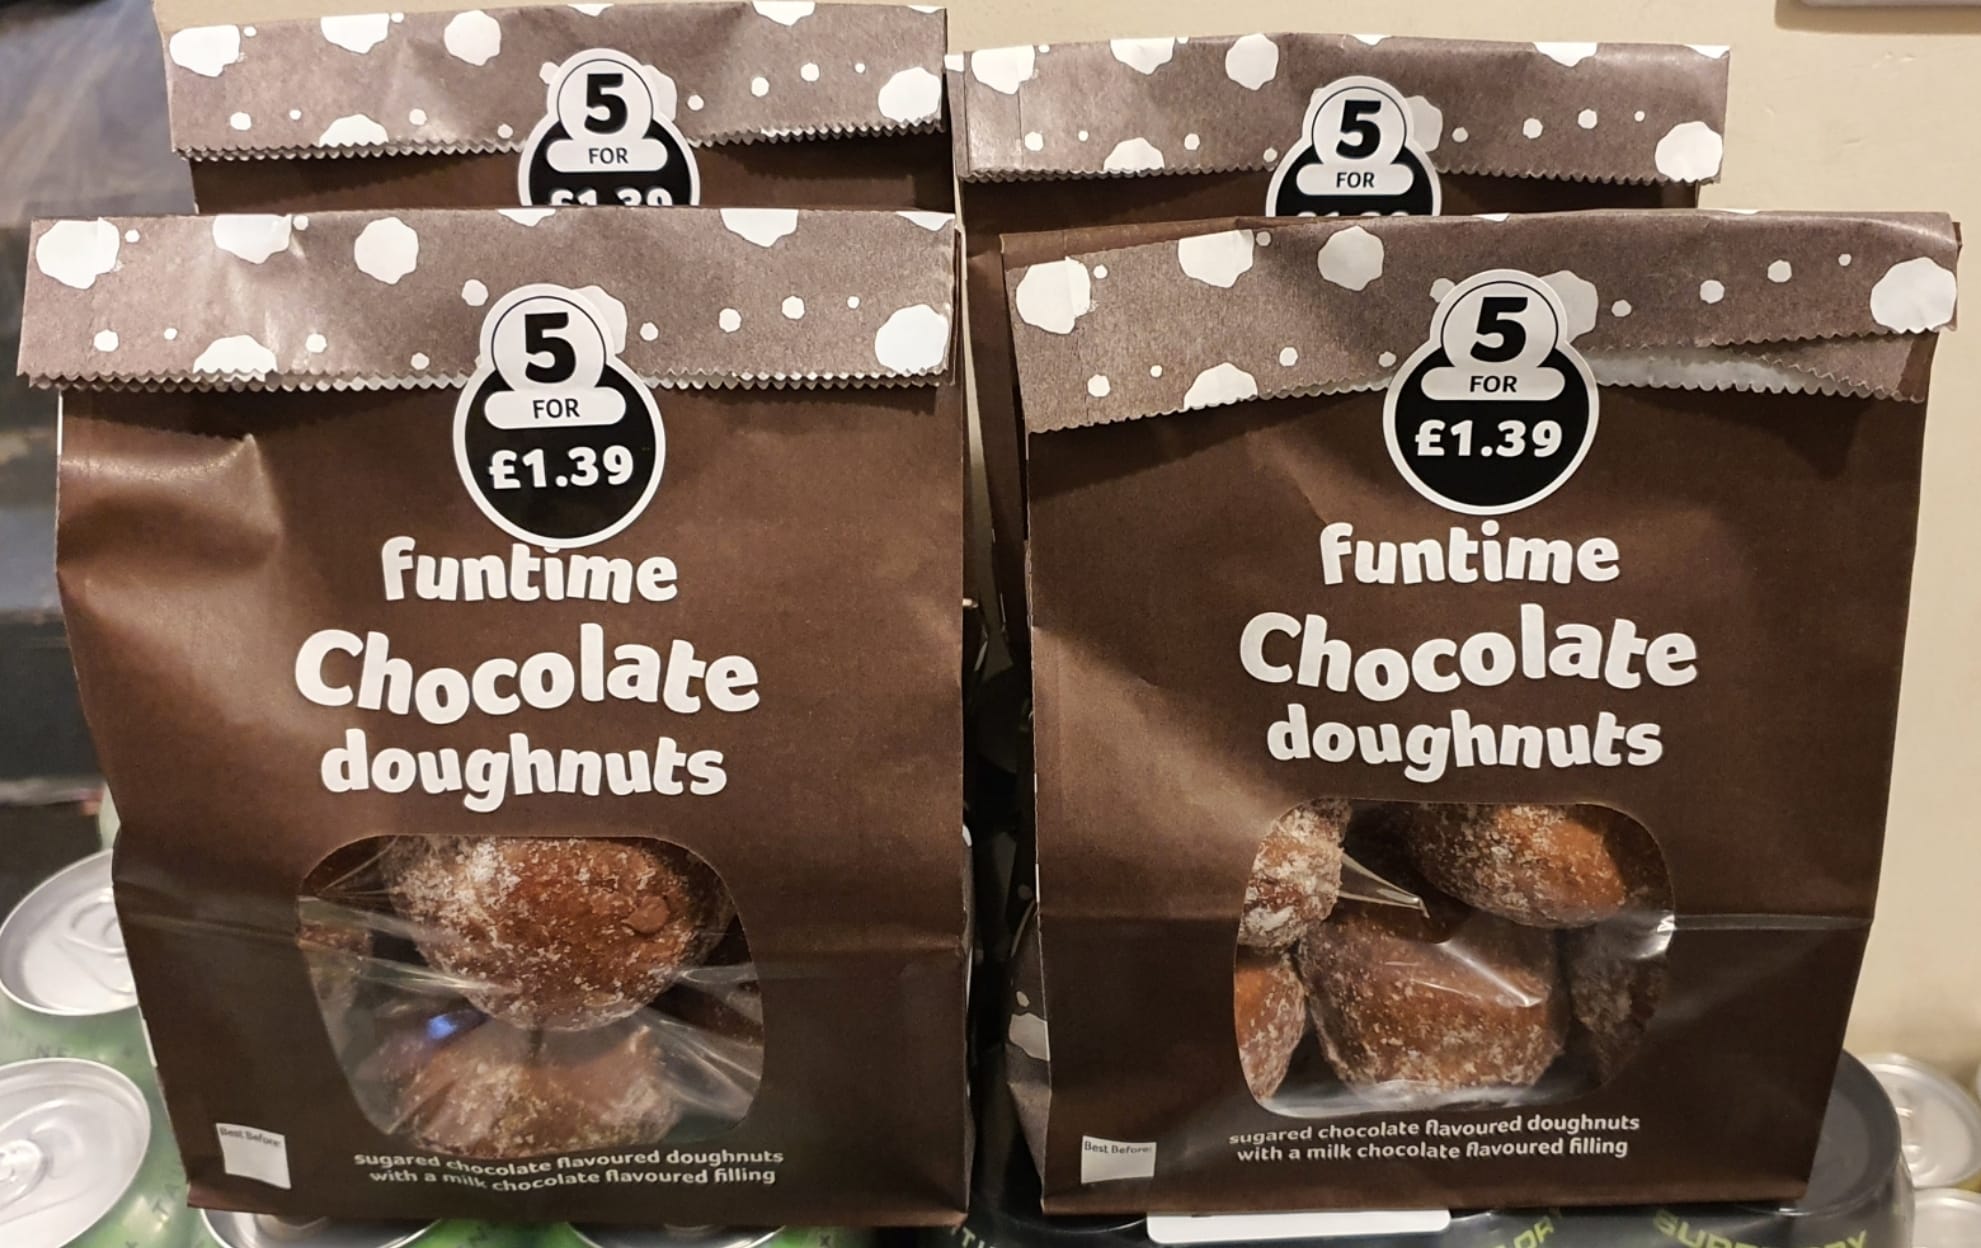 5
FOR
£1.39
5
FOR
5
FOR
£1.39
funtime
Chocolate
doughnuts
Best Before:
sugared chocolate flavoured doughnuts
with a milk chocolate flavoured filling
5
FOR
£1.39
funtime
Chocolate
doughnuts
Best Before:
sugared chocolate flavoured doughnuts
with a milk chocolate flavoured filling